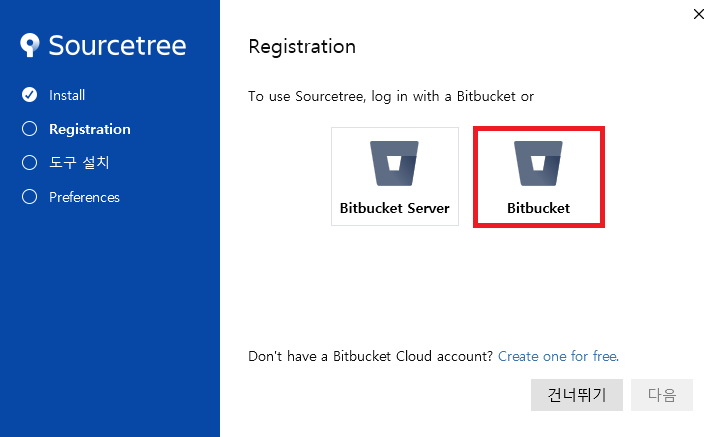 Sourcetree
Install
Registration
도구 설치
Preferences
Registration
To use Sourcetree, log in with a Bitbucket or
Bitbucket Server
Bitbucket
Don't have a Bitbucket Cloud account? Create one for free.
건너뛰기
다음